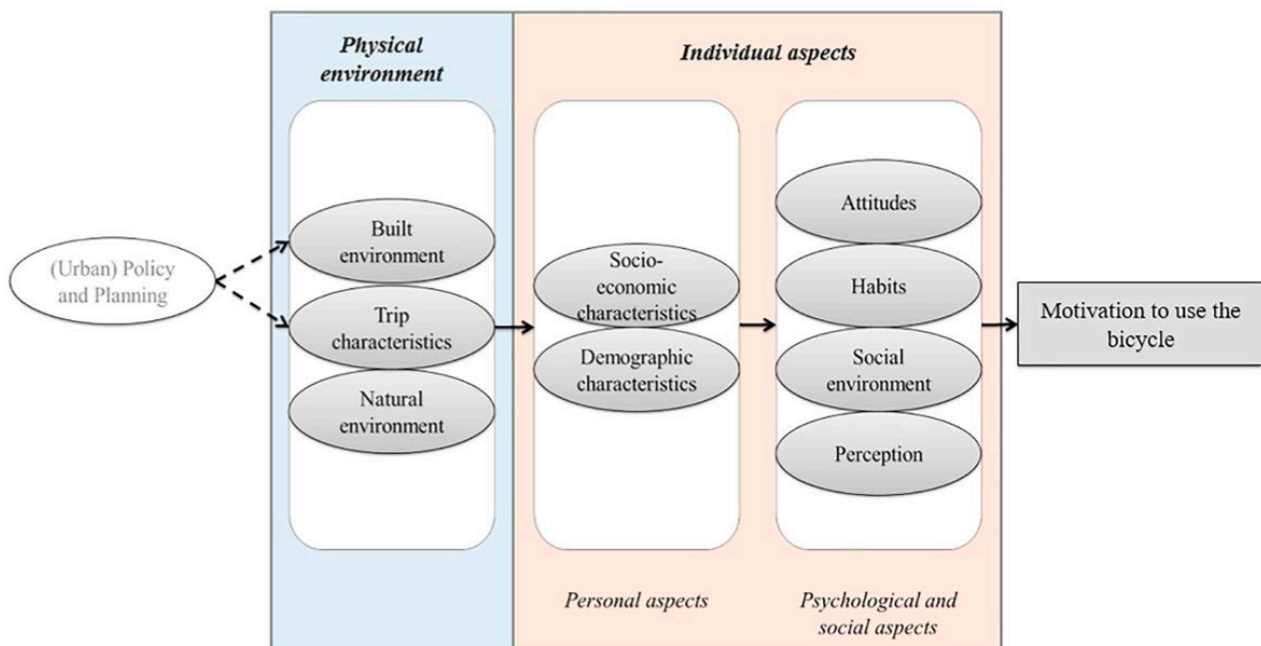 Physical
environment
Individual aspects
(Urban) Policy
and Planning
Built
environment
Trip
characteristics
Natural
environment
Socio-
economic
characteristics
Demographic
characteristics
Attitudes
Habits
Social
environment
Perception
Motivation to use the
bicycle
Personal aspects
Psychological and
social aspects